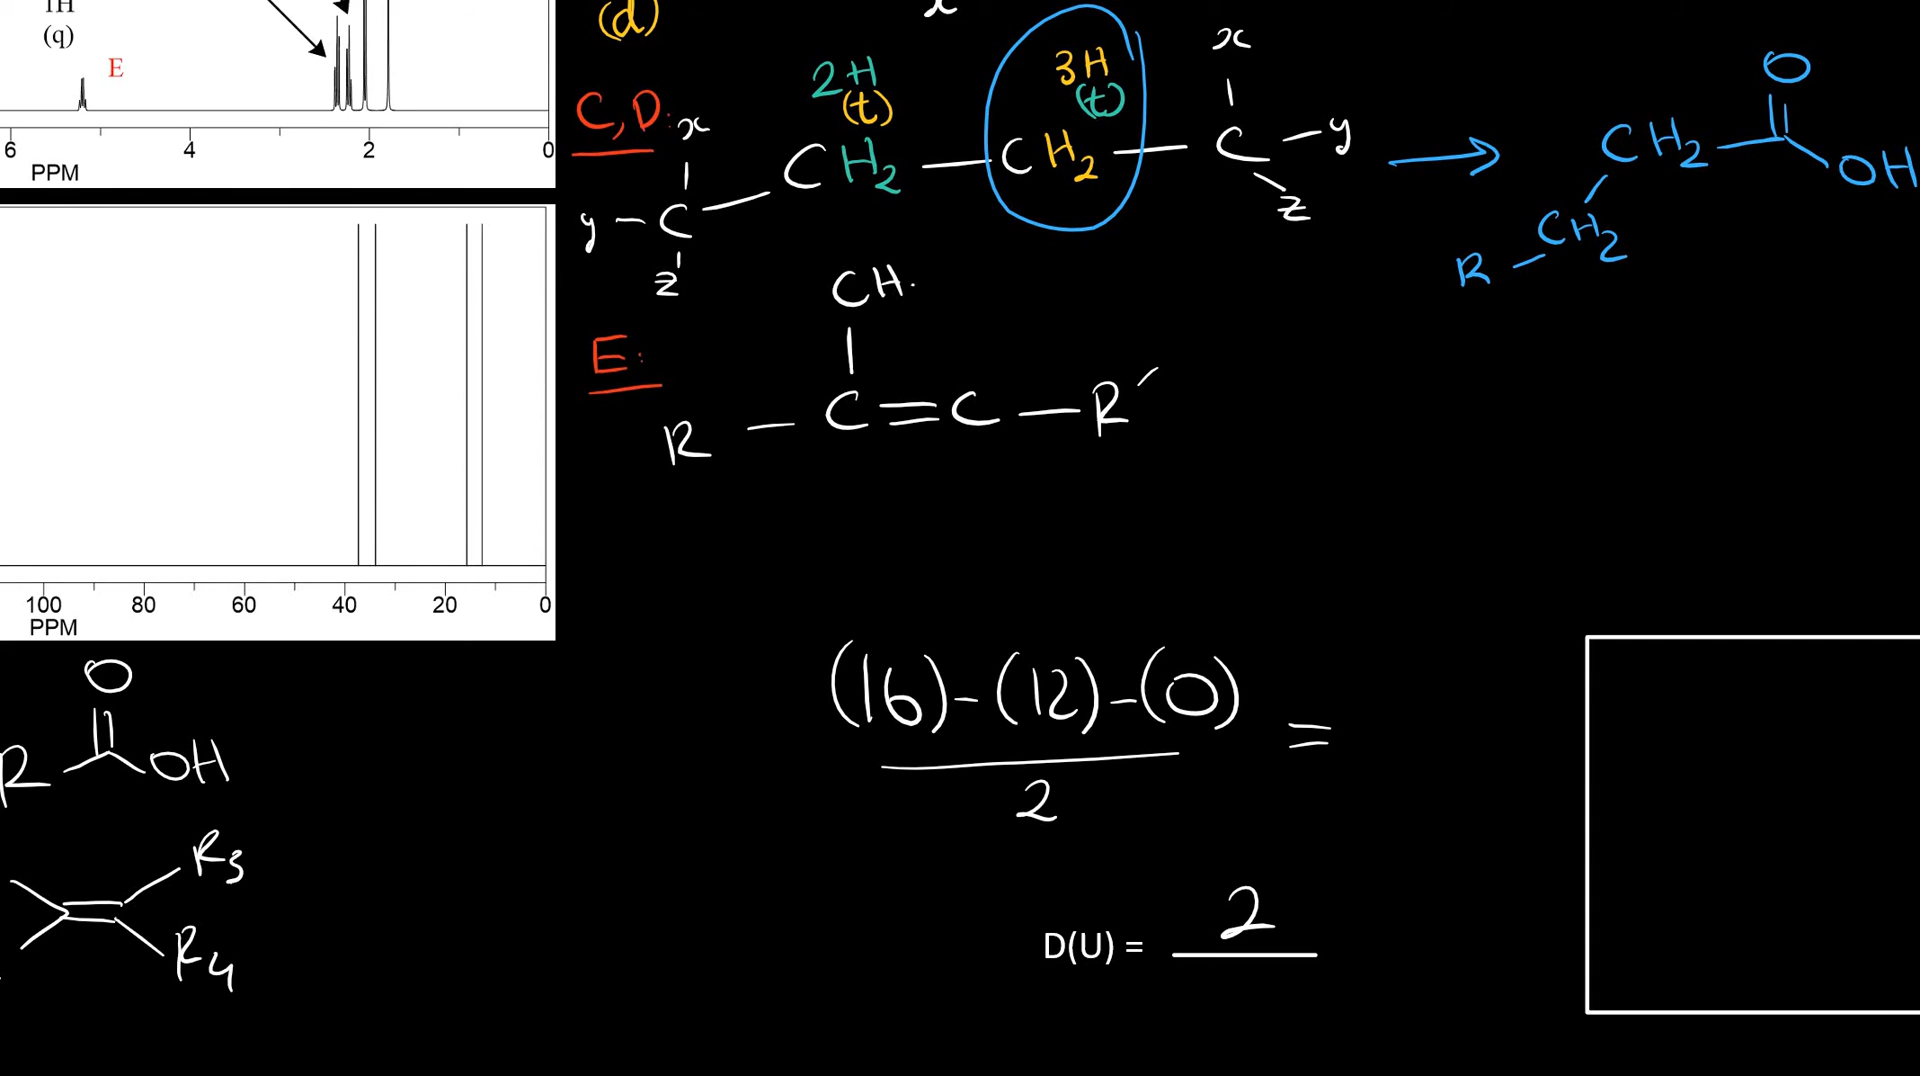 1H
(q)
E
6 4 2 0
PPM
(d)
x
C,D:
2H
(t)
3H
(t)
x
x
y - C - CH2 - CH2 - C - y
z
z
CH2
O
OH
CH2
R
CH.
E:
R - C = C - R′
100 80 60 40 20 0
PPM
O
R OH
R3
R4
(16)-(12)-(0) =
2
D(U) = 2